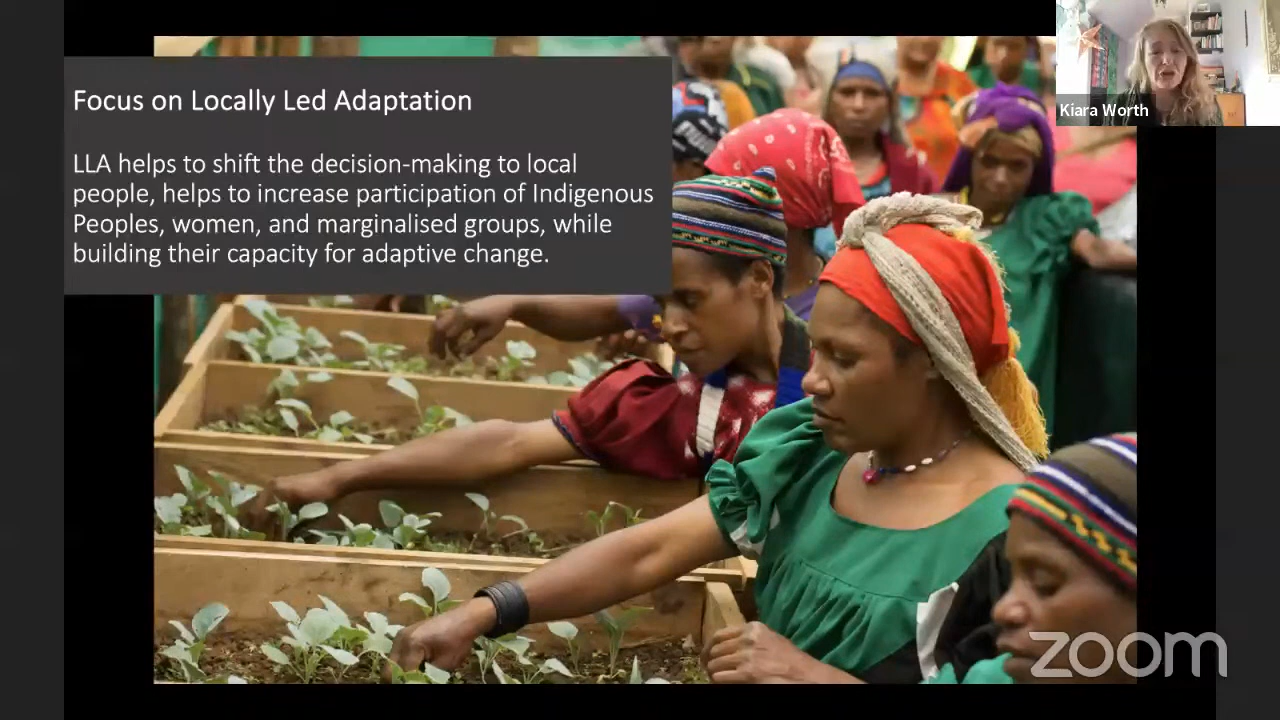 Focus on Locally Led Adaptation
LLA helps to shift the decision-making to local
people, helps to increase participation of Indigenous
Peoples, women, and marginalised groups, while
building their capacity for adaptive change.
Kiara Worth
zoom